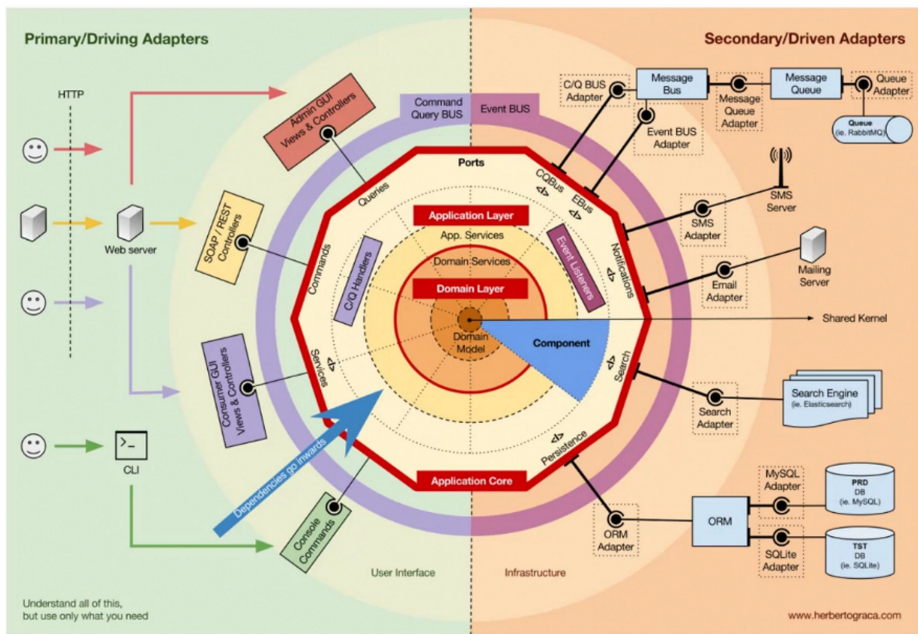 Primary/Driving Adapters
Secondary/Driven Adapters
HTTP
Admin GUI
Views & Controllers
Command
Query BUS
Event BUS
C/Q BUS
Adapter
Message
Bus
Message
Queue
Queue
Adapter
Message
Queue
Adapter
Event BUS
Adapter
Queue
(ie. RabbitMQ)
Ports
Queries
CQBus
</>
EBus
</>
SMS
Server
SOAP / REST
Controllers
Web server
Application Layer
App. Services
SMS
Adapter
Commands
C/Q Handlers
Domain Services
Event Listeners
Notifications
</>
</>
Mailing
Server
Domain Layer
Email
Adapter
Shared Kernel
Domain
Model
Component
Services
</>
Search
</>
Consumer GUI
Views & Controllers
Search
Adapter
Search Engine
(ie. Elasticsearch)
Dependencies go inwards
Persistence
</>
CLI
Application Core
MySQL
Adapter
PRD
DB
(ie. MySQL)
ORM
Console
Commands
ORM
Adapter
SQLite
Adapter
TST
DB
(ie. SQLite)
User Interface
Infrastructure
Understand all of this,
but use only what you need
www.herbertograca.com